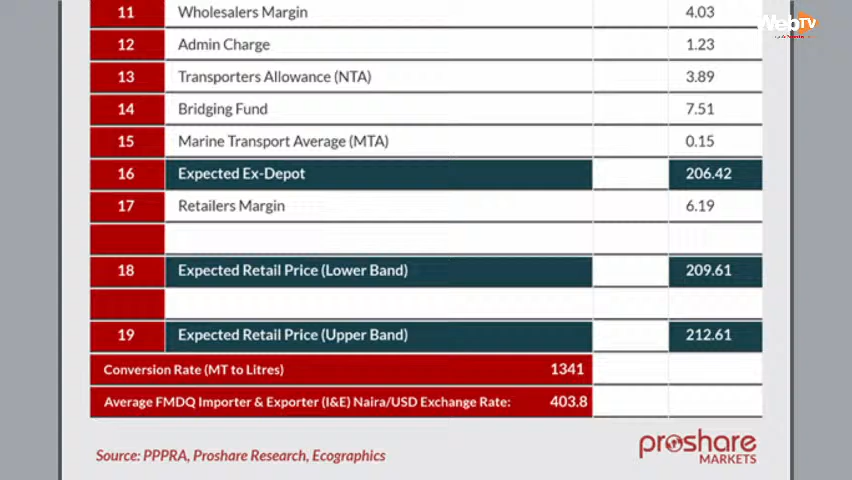 WebTV
11 Wholesalers Margin 4.03
12 Admin Charge 1.23
13 Transporters Allowance (NTA) 3.89
14 Bridging Fund 7.51
15 Marine Transport Average (MTA) 0.15
16 Expected Ex-Depot 206.42
17 Retailers Margin 6.19
18 Expected Retail Price (Lower Band) 209.61
19 Expected Retail Price (Upper Band) 212.61
Conversion Rate (MT to Litres) 1341
Average FMDQ Importer & Exporter (I&E) Naira/USD Exchange Rate: 403.8
Source: PPPRA, Proshare Research, Ecographics
proshare
MARKETS